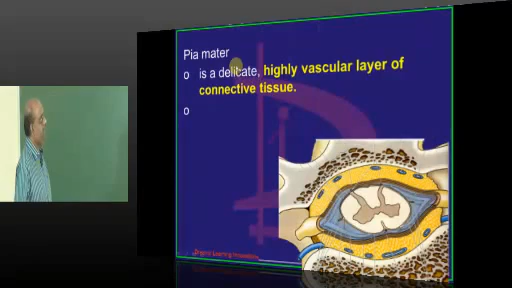 Pia mater
o is a delicate, highly vascular layer of
connective tissue.
o